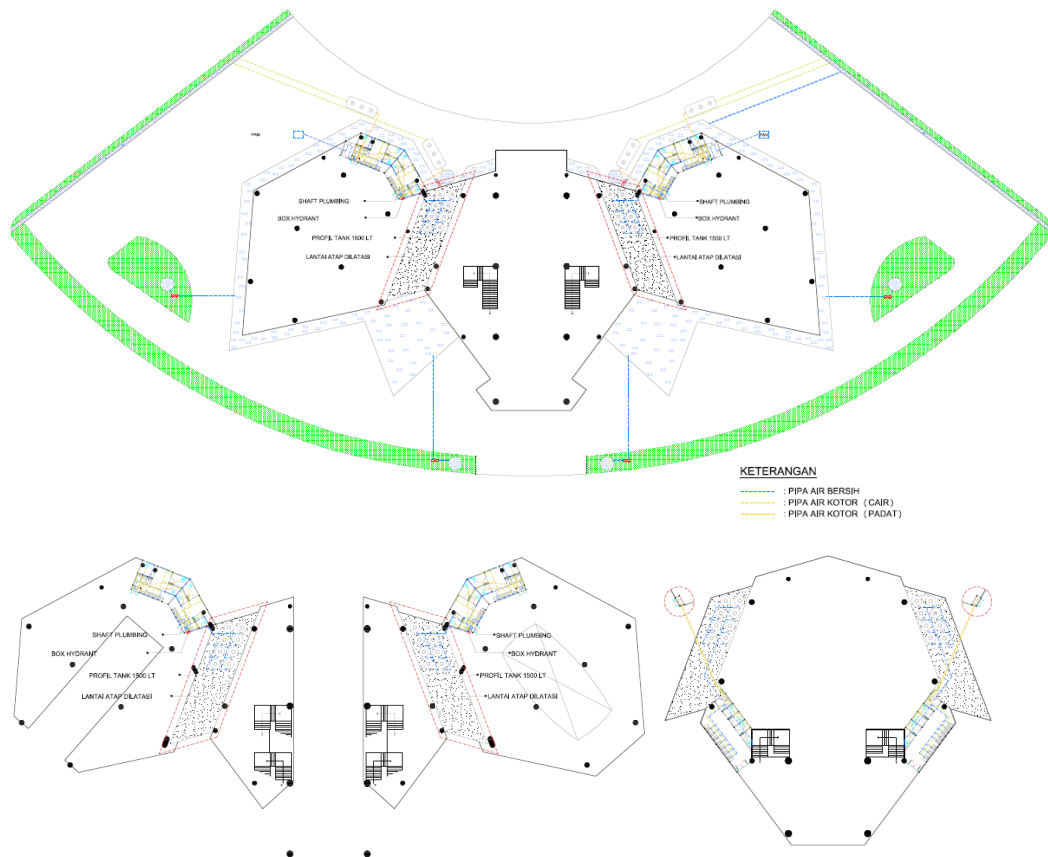 PAM
PAM
SHAFT PLUMBING
BOX HYDRANT
PROFIL TANK 1500 LT
LANTAI ATAP DILATASI
SHAFT PLUMBING
BOX HYDRANT
PROFIL TANK 1500 LT
LANTAI ATAP DILATASI
KETERANGAN
: PIPA AIR BERSIH
: PIPA AIR KOTOR (CAIR)
: PIPA AIR KOTOR (PADAT)
SHAFT PLUMBING
BOX HYDRANT
PROFIL TANK 1500 LT
LANTAI ATAP DILATASI
SHAFT PLUMBING
BOX HYDRANT
PROFIL TANK 1500 LT
LANTAI ATAP DILATASI